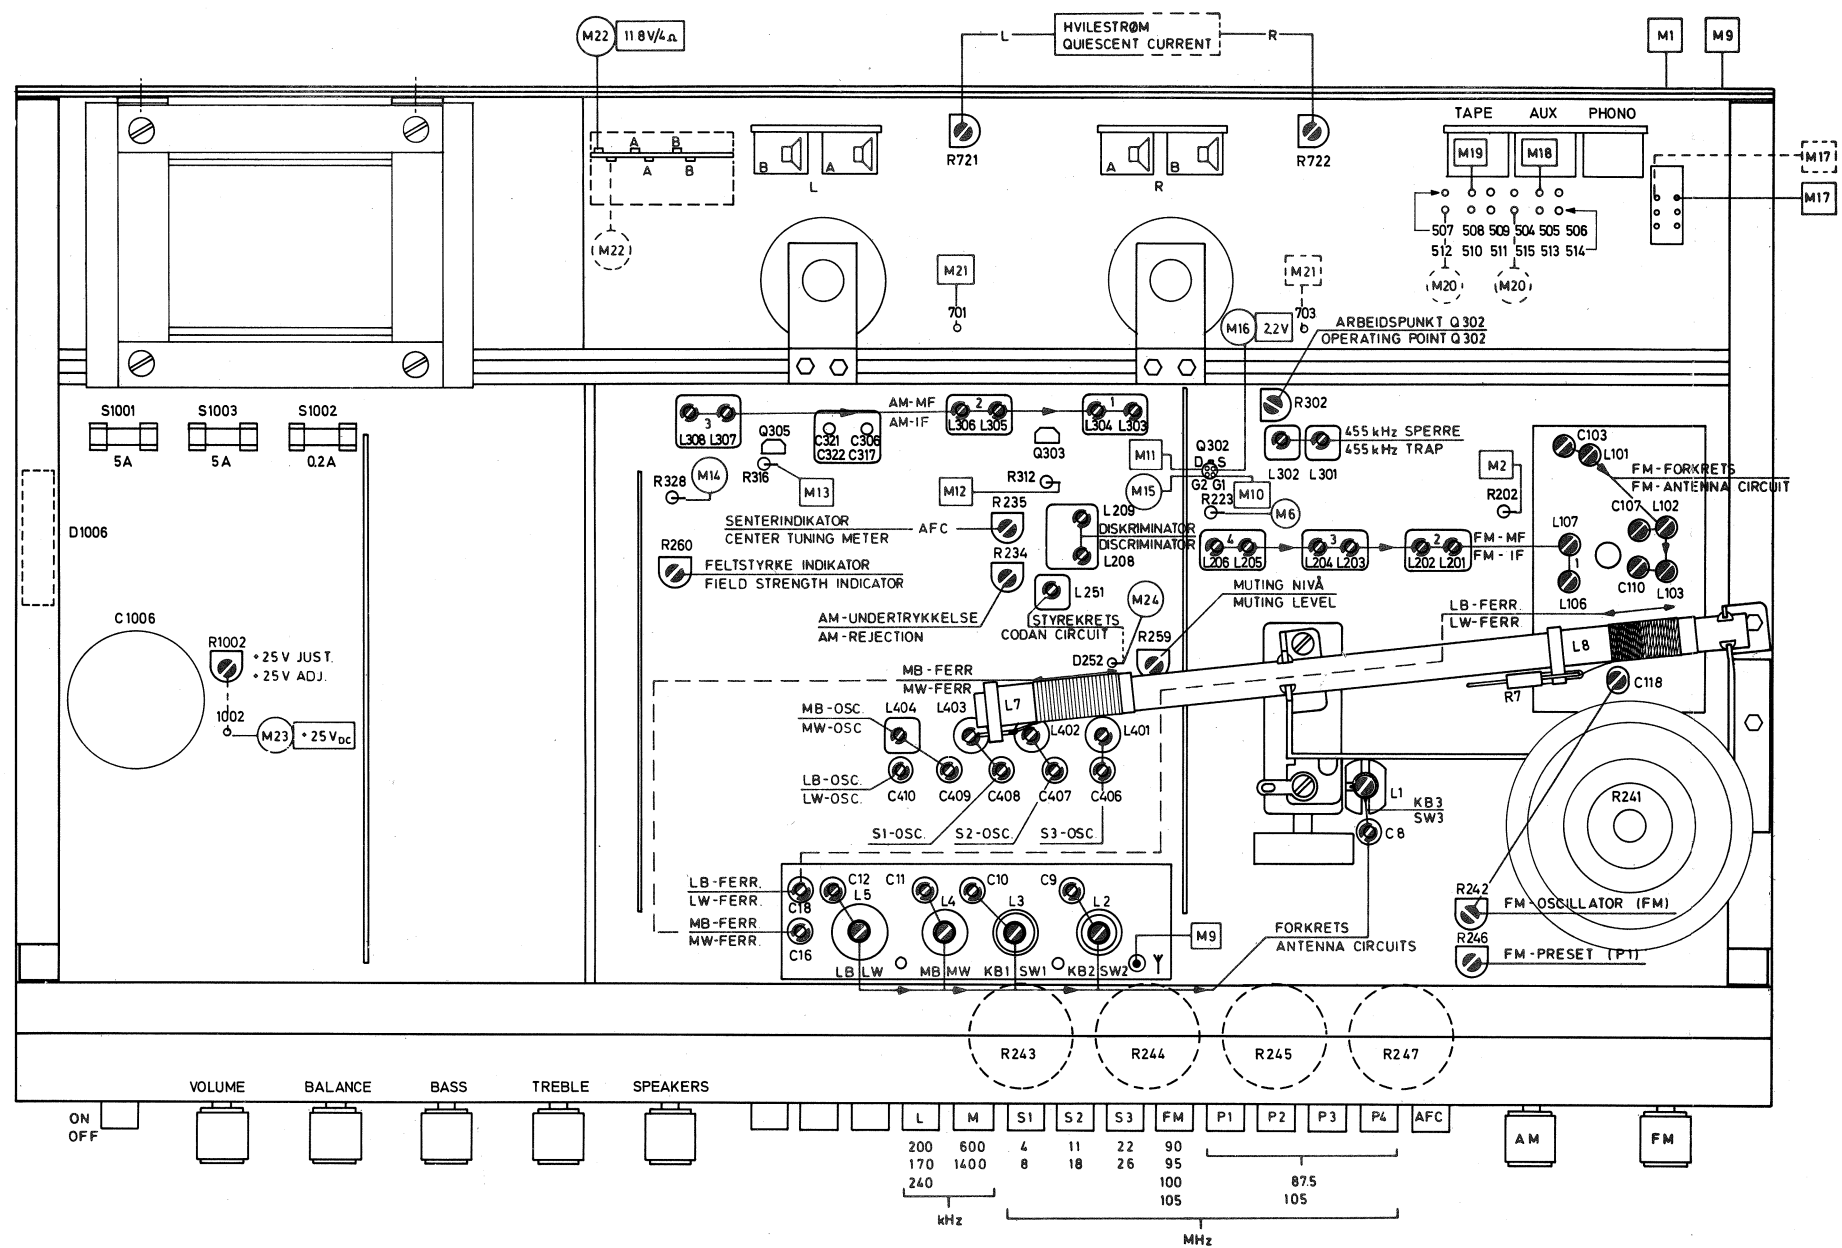 M22 11 8V/4Ω
L HVILESTRØM R
QUIESCENT CURRENT
M1 M9
TAPE AUX PHONO
R721 R722
M19 M18 M17
A B
A B
B A
L
A B
R
M17
507 508 509 504 505 506
512 510 511 515 513 514
M22
M20 M20
M21 M21
701 703
M16 2,2V
ARBEIDSPUNKT Q302
OPERATING POINT Q302
S1001 S1003 S1002
5A 5A 0.2A
AM-MF
AM-IF
3 2 1
L308 L307 L306 L305 L304 L303
C321 C306
C322 C317
Q305 Q303
R302
455 kHz SPERRE
455 kHz TRAP
L302 L301
Q302
D S
G2 G1
M11
M15 M10
R223
M6
M2
R202
C103
L101
FM-FORKRETS
FM-ANTENNA CIRCUIT
C107 L102
L107
C110 L103
1
L106
R328 M14
R316
M13
M12 R312
R235
SENTERINDIKATOR AFC
CENTER TUNING METER
L209
DISKRIMINATOR
DISCRIMINATOR
L208
4 3 2
L206 L205 L204 L203 L202 L201
FM-MF
FM-IF
D1006
R260
FELTSTYRKE INDIKATOR
FIELD STRENGTH INDICATOR
R234
L251
AM-UNDERTRYKKELSE
AM-REJECTION
STYREKRETS
CODAN CIRCUIT
M24
MUTING NIVÅ
MUTING LEVEL
LB-FERR.
LW-FERR.
D252 R259
C1006
R1002
+25V JUST.
+25V ADJ.
1002
M23 +25VDC
MB-FERR
MW-FERR
L7 L8
R7
C118
MB-OSC.
MW-OSC
L404 L403 L402 L401
LB-OSC.
LW-OSC.
C410 C409 C408 C407 C406
S1-OSC. S2-OSC. S3-OSC.
L1
KB3
SW3
C8
R241
LB-FERR.
LW-FERR.
C18
MB-FERR.
MW-FERR.
C16
C12 C11 C10 C9
L5 L4 L3 L2
M9
LB LW MB MW KB1 SW1 KB2 SW2
FORKRETS
ANTENNA CIRCUITS
R242
FM-OSCILLATOR (FM)
R246
FM-PRESET (P1)
R243 R244 R245 R247
VOLUME BALANCE BASS TREBLE SPEAKERS
ON
OFF
L M S1 S2 S3 FM P1 P2 P3 P4 AFC
AM FM
200 600 4 11 22 90
170 1400 8 18 26 95
240 100 87.5
105 105
kHz
MHz